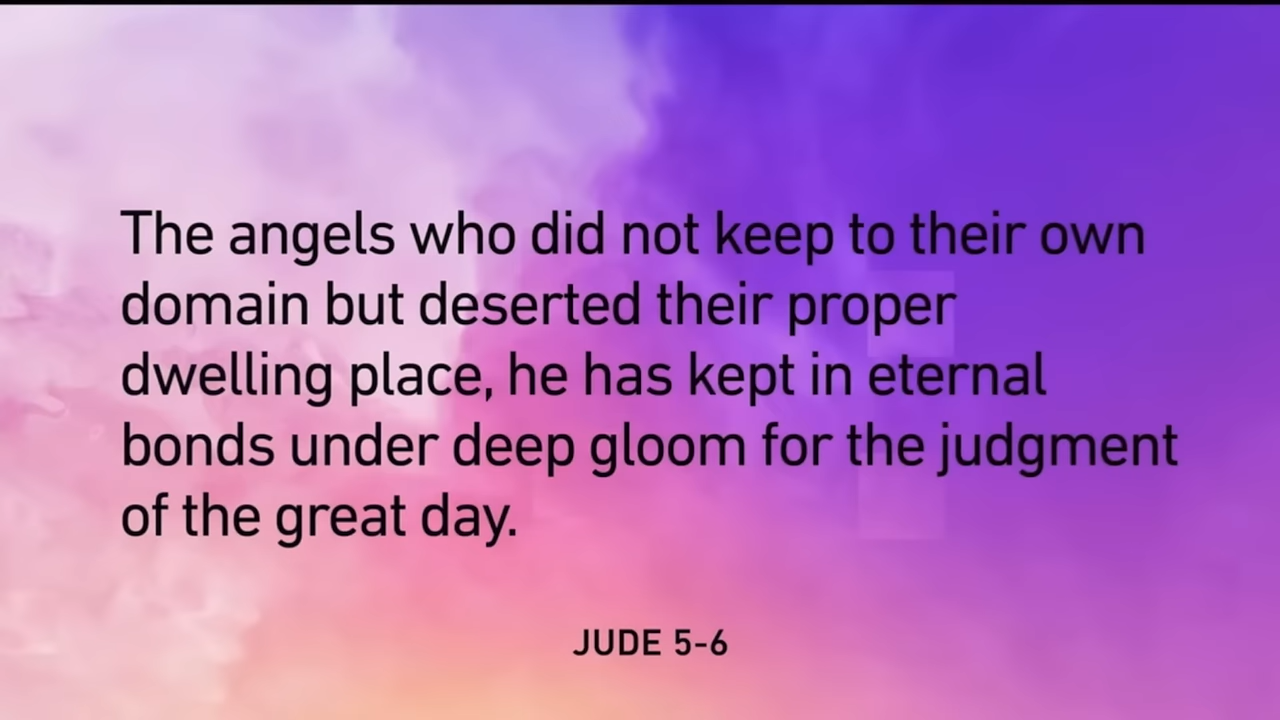 The angels who did not keep to their own
domain but deserted their proper
dwelling place, he has kept in eternal
bonds under deep gloom for the judgment
of the great day.
JUDE 5-6